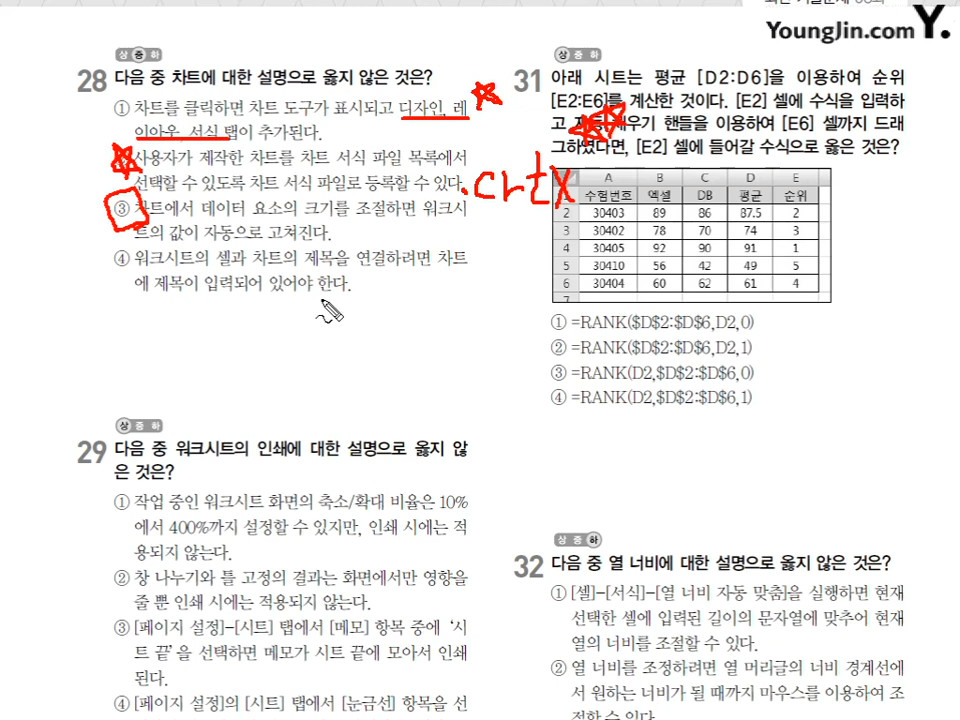 YoungJin.com Y.
상 중 하
28 다음 중 차트에 대한 설명으로 옳지 않은 것은?
① 차트를 클릭하면 차트 도구가 표시되고 디자인, 레
이아웃, 서식 탭이 추가된다.
사용자가 제작한 차트를 차트 서식 파일 목록에서
선택할 수 있도록 차트 서식 파일로 등록할 수 있다.
.crtx
③ 차트에서 데이터 요소의 크기를 조절하면 워크시
트의 값이 자동으로 고쳐진다.
④ 워크시트의 셀과 차트의 제목을 연결하려면 차트
에 제목이 입력되어 있어야 한다.
상 중 하
29 다음 중 워크시트의 인쇄에 대한 설명으로 옳지 않
은 것은?
① 작업 중인 워크시트 화면의 축소/확대 비율은 10%
에서 400%까지 설정할 수 있지만, 인쇄 시에는 적
용되지 않는다.
② 창 나누기와 틀 고정의 결과는 화면에서만 영향을
줄 뿐 인쇄 시에는 적용되지 않는다.
③ [페이지 설정]-[시트] 탭에서 [메모] 항목 중에 ‘시
트 끝’을 선택하면 메모가 시트 끝에 모아서 인쇄
된다.
④ [페이지 설정]의 [시트] 탭에서 [눈금선] 항목을 선
상 중 하
31 아래 시트는 평균 [D2:D6]을 이용하여 순위
[E2:E6]를 계산한 것이다. [E2] 셀에 수식을 입력하
고 자동 채우기 핸들을 이용하여 [E6] 셀까지 드래
그하였다면, [E2] 셀에 들어갈 수식으로 옳은 것은?
A B C D E
수험번호 엑셀 DB 평균 순위
2 30403 89 86 87.5 2
3 30402 78 70 74 3
4 30405 92 90 91 1
5 30410 56 42 49 5
6 30404 60 62 61 4
7
① =RANK($D$2:$D$6,D2,0)
② =RANK($D$2:$D$6,D2,1)
③ =RANK(D2,$D$2:$D$6,0)
④ =RANK(D2,$D$2:$D$6,1)
상 중 하
32 다음 중 열 너비에 대한 설명으로 옳지 않은 것은?
① [셀]-[서식]-[열 너비 자동 맞춤]을 실행하면 현재
선택한 셀에 입력된 길이의 문자열에 맞추어 현재
열의 너비를 조절할 수 있다.
② 열 너비를 조정하려면 열 머리글의 너비 경계선에
서 원하는 너비가 될 때까지 마우스를 이용하여 조
절할 수 있다.